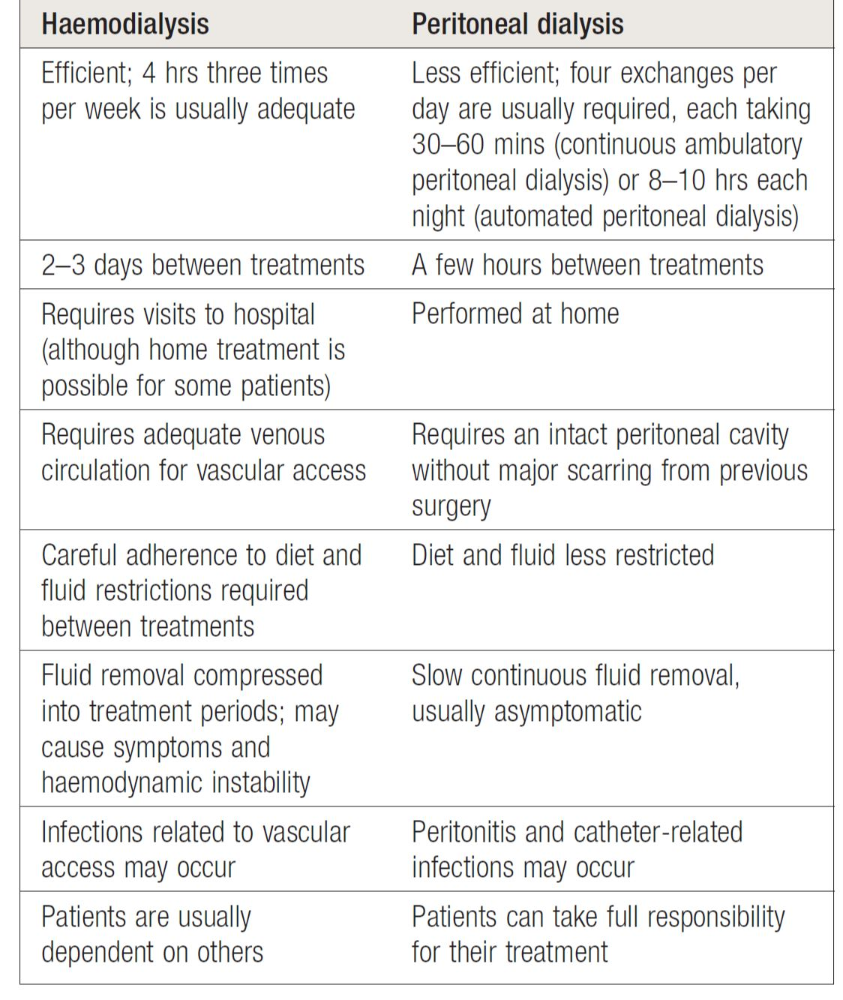 Haemodialysis
Peritoneal dialysis
Efficient; 4 hrs three times
per week is usually adequate
Less efficient; four exchanges per
day are usually required, each taking
30–60 mins (continuous ambulatory
peritoneal dialysis) or 8–10 hrs each
night (automated peritoneal dialysis)
2–3 days between treatments
A few hours between treatments
Requires visits to hospital
(although home treatment is
possible for some patients)
Performed at home
Requires adequate venous
circulation for vascular access
Requires an intact peritoneal cavity
without major scarring from previous
surgery
Careful adherence to diet and
fluid restrictions required
between treatments
Diet and fluid less restricted
Fluid removal compressed
into treatment periods; may
cause symptoms and
haemodynamic instability
Slow continuous fluid removal,
usually asymptomatic
Infections related to vascular
access may occur
Peritonitis and catheter-related
infections may occur
Patients are usually
dependent on others
Patients can take full responsibility
for their treatment